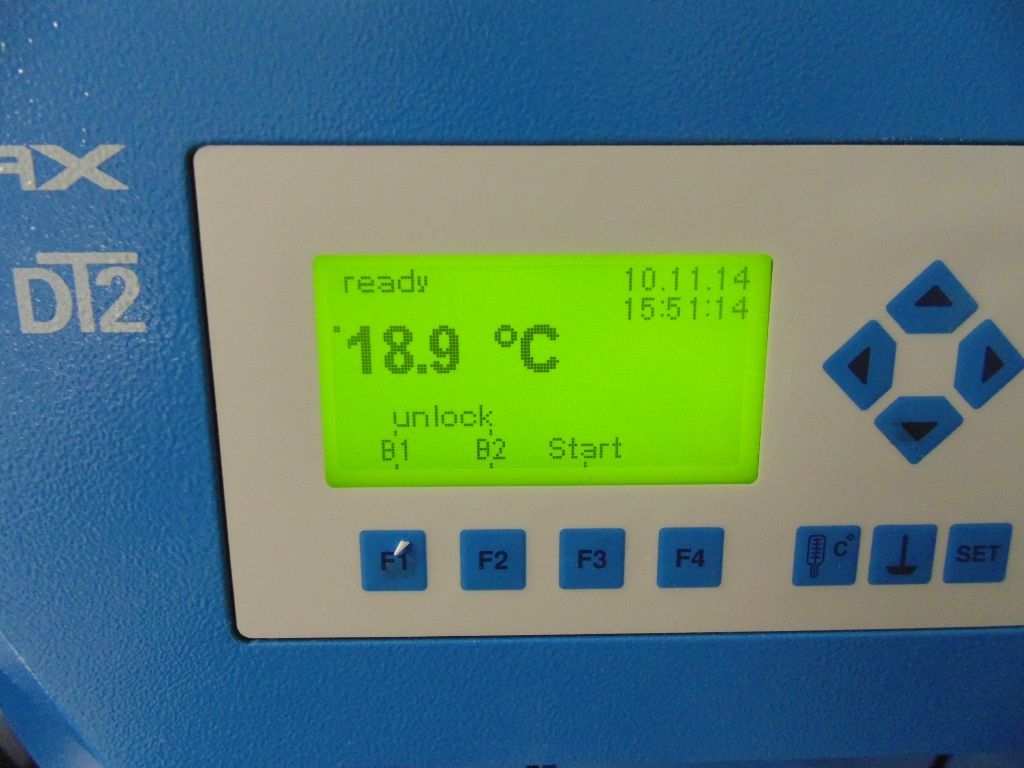 AX
DT2
ready
10.11.14
15:51:14
18.9 °C
unlock
B1 B2 Start
F1 F2 F3 F4
C° SET